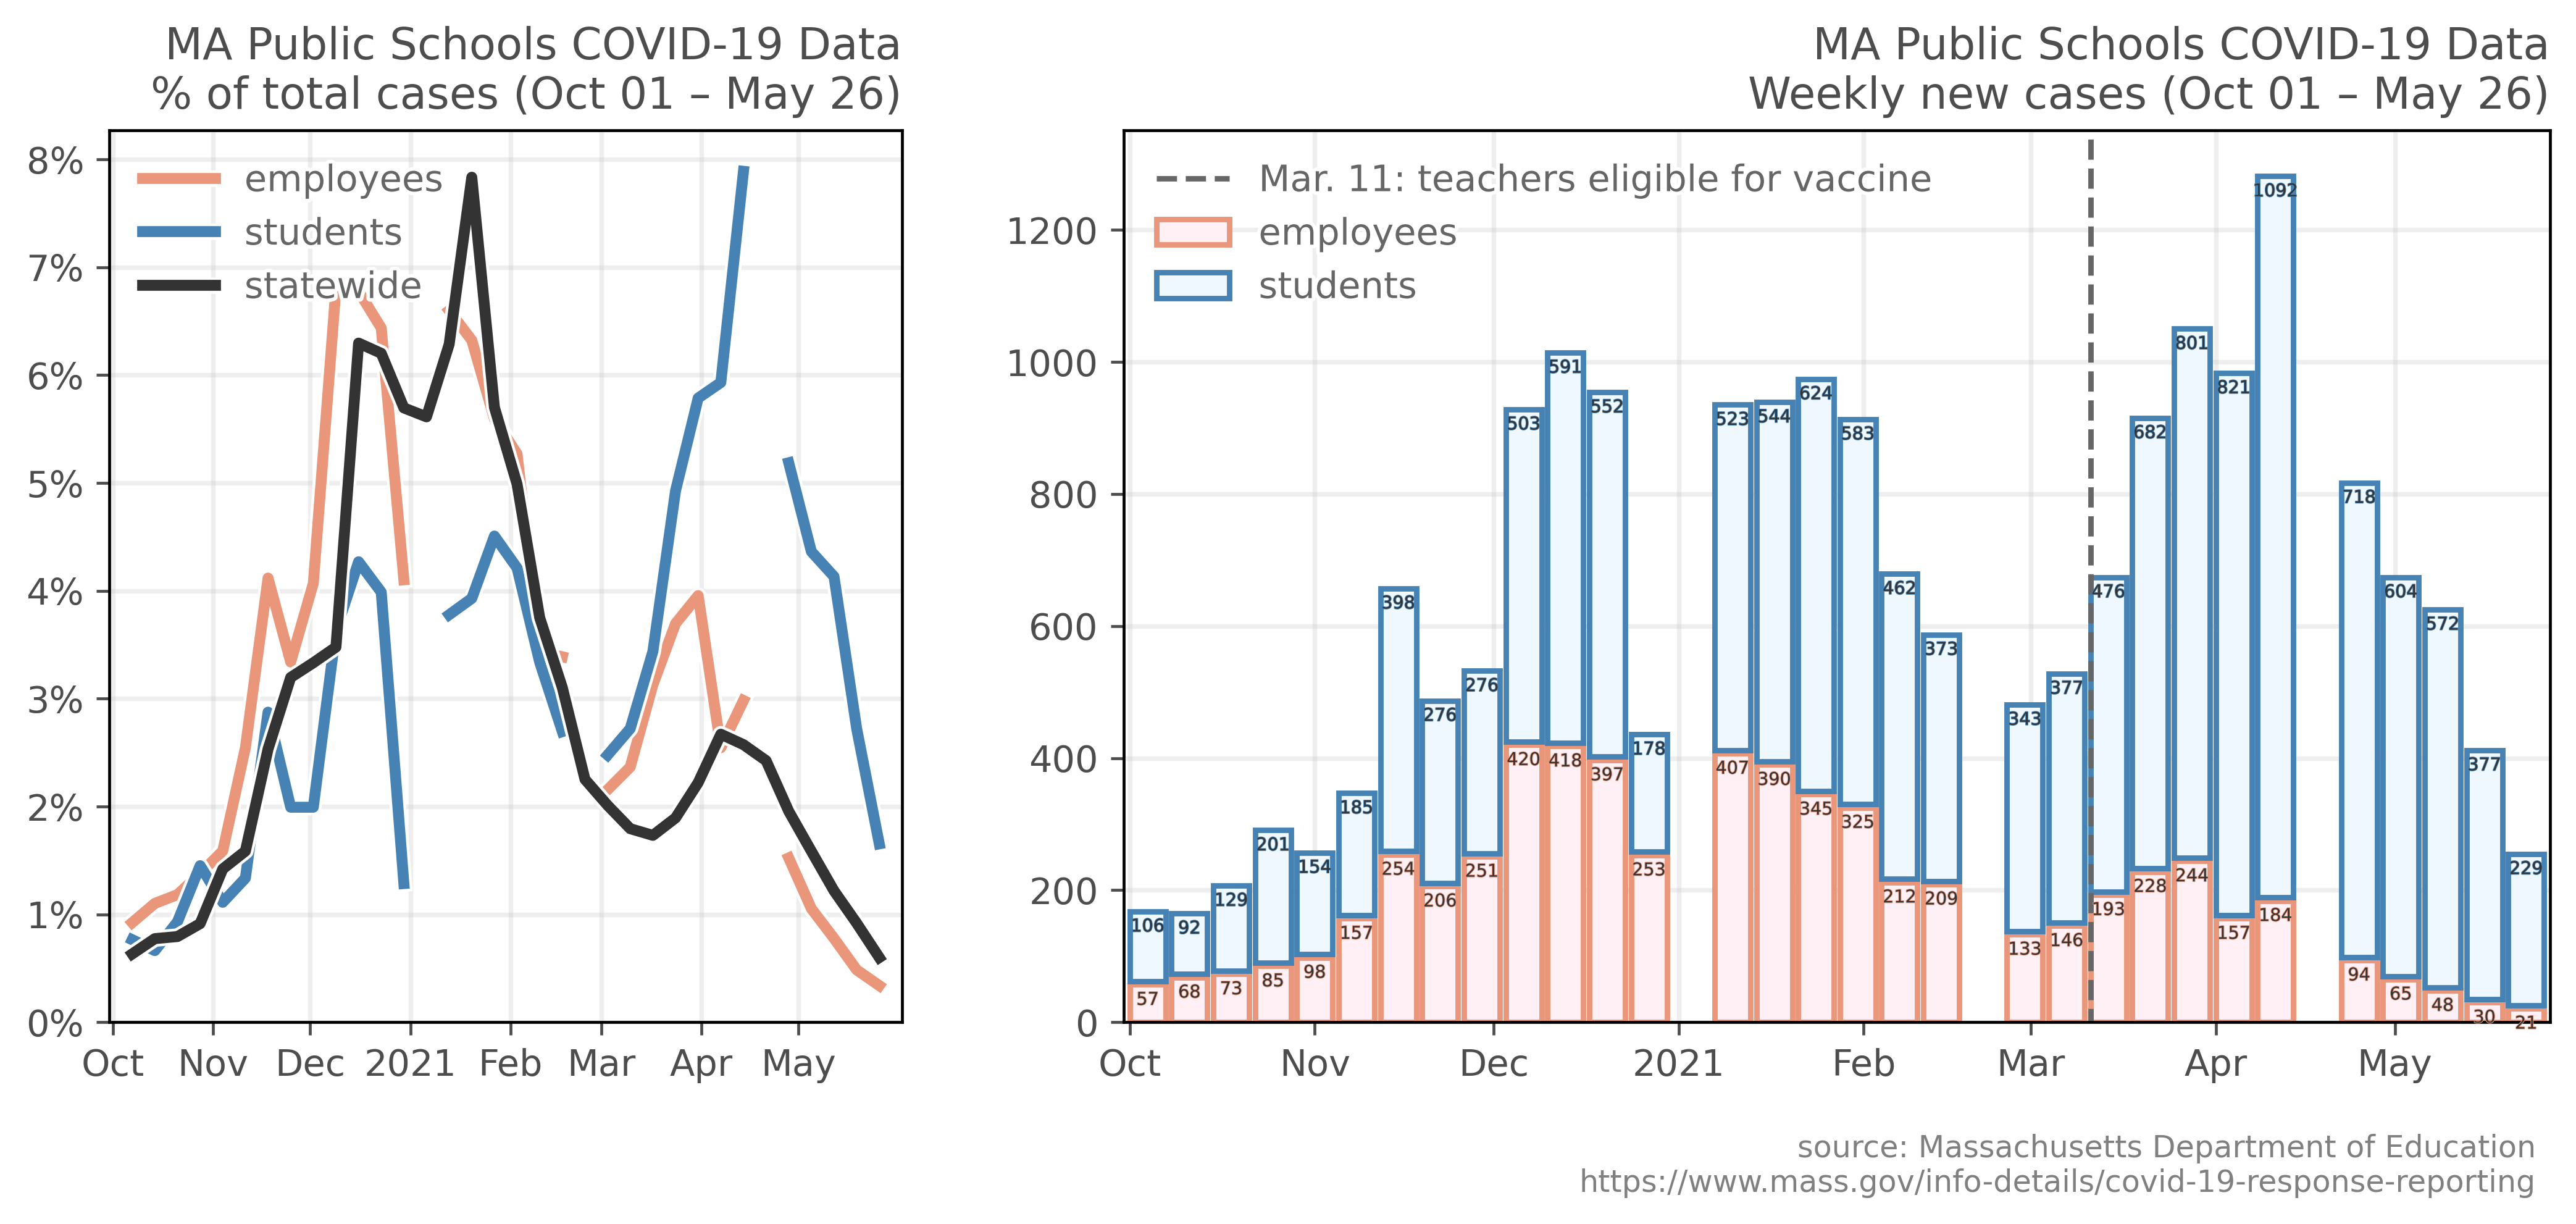 MA Public Schools COVID-19 Data
% of total cases (Oct 01 – May 26)
8%
7%
6%
5%
4%
3%
2%
1%
0%
employees
students
statewide
Oct Nov Dec 2021 Feb Mar Apr May
MA Public Schools COVID-19 Data
Weekly new cases (Oct 01 – May 26)
1200
1000
800
600
400
200
0
Mar. 11: teachers eligible for vaccine
employees
students
106 92 129 201 154 185 398 276 276 503 591 552 178 523 544 624 583 462 373 343 377 476 682 801 821 1092 718 604 572 377 229
57 68 73 85 98 157 254 206 251 420 418 397 253 407 390 345 325 212 209 133 146 193 228 244 157 184 94 65 48 30 21
Oct Nov Dec 2021 Feb Mar Apr May
source: Massachusetts Department of Education
https://www.mass.gov/info-details/covid-19-response-reporting